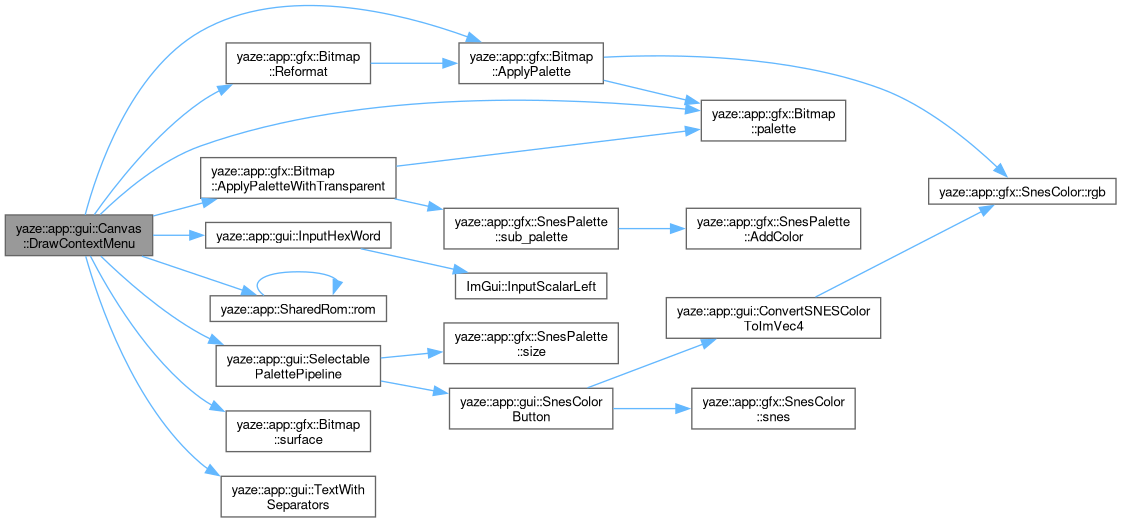 yaze::app::gui::Canvas
::DrawContextMenu
yaze::app::gfx::Bitmap
::Reformat
yaze::app::gfx::Bitmap
::ApplyPalette
yaze::app::gfx::Bitmap
::palette
yaze::app::gfx::Bitmap
::ApplyPaletteWithTransparent
yaze::app::gfx::SnesColor::rgb
yaze::app::gui::InputHexWord
yaze::app::gfx::SnesPalette
::sub_palette
yaze::app::gfx::SnesPalette
::AddColor
ImGui::InputScalarLeft
yaze::app::SharedRom::rom
yaze::app::gui::ConvertSNESColor
ToImVec4
yaze::app::gui::Selectable
PalettePipeline
yaze::app::gfx::SnesPalette
::size
yaze::app::gui::SnesColor
Button
yaze::app::gfx::SnesColor
::snes
yaze::app::gfx::Bitmap
::surface
yaze::app::gui::TextWith
Separators